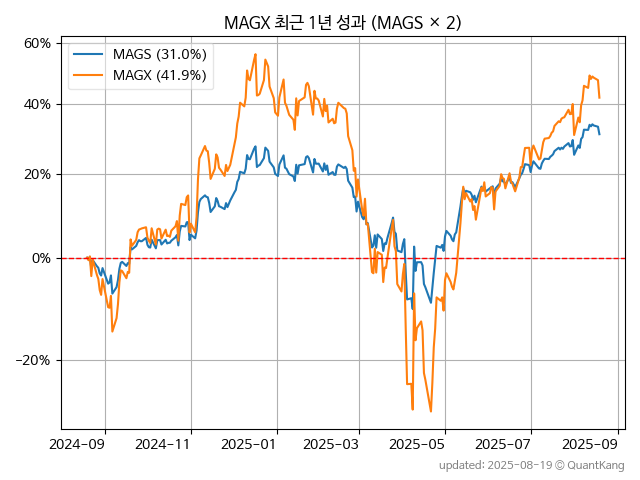 MAGX 최근 1년 성과 (MAGS × 2)
60%
40%
20%
0%
−20%
MAGS (31.0%)
MAGX (41.9%)
2024-09 2024-11 2025-01 2025-03 2025-05 2025-07 2025-09
updated: 2025-08-19 © QuantKang